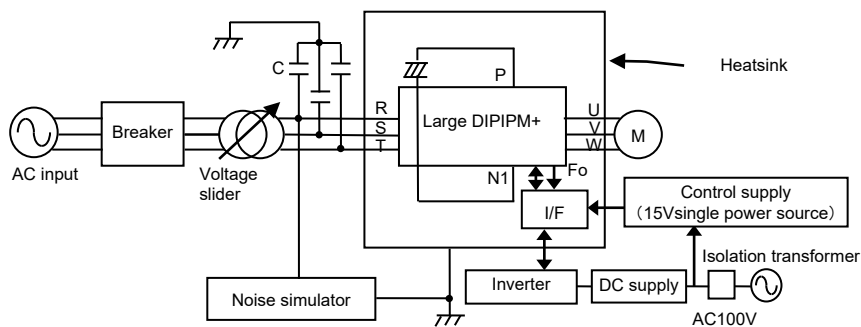 C
P
Heatsink
R
S
T
Large DIPIPM+
U
V
W
M
Breaker
AC input
Voltage
slider
N1
Fo
I/F
Control supply
（15Vsingle power source）
Isolation transformer
Noise simulator
Inverter
DC supply
AC100V